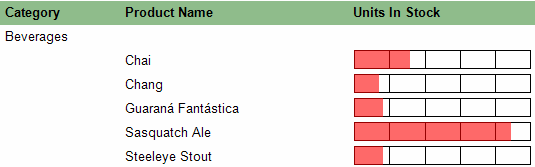 Category Product Name Units In Stock
Beverages
Chai
Chang
Guaraná Fantástica
Sasquatch Ale
Steeleye Stout